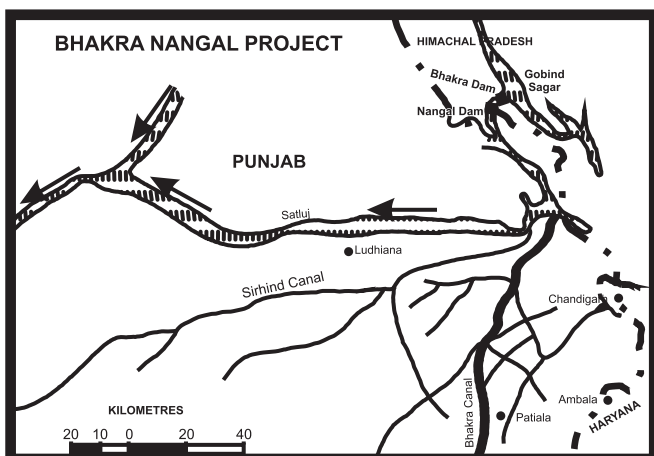 BHAKRA NANGAL PROJECT
HIMACHAL PRADESH
Bhakra Dam
Gobind
Sagar
Nangal Dam
PUNJAB
Satluj
Ludhiana
Sirhind Canal
Chandigarh
KILOMETRES
20 10 0 20 40
Bhakra Canal
Patiala
Ambala
HARYANA